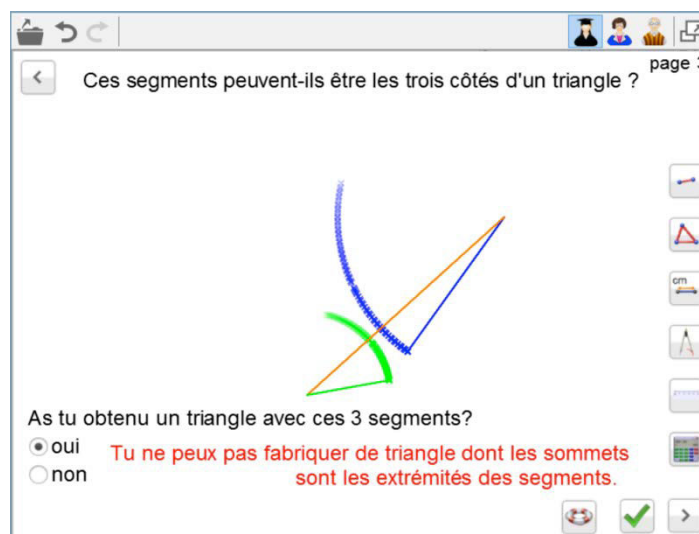 page
Ces segments peuvent-ils être les trois côtés d'un triangle ?
cm
As tu obtenu un triangle avec ces 3 segments?
oui
non
Tu ne peux pas fabriquer de triangle dont les sommets
sont les extrémités des segments.